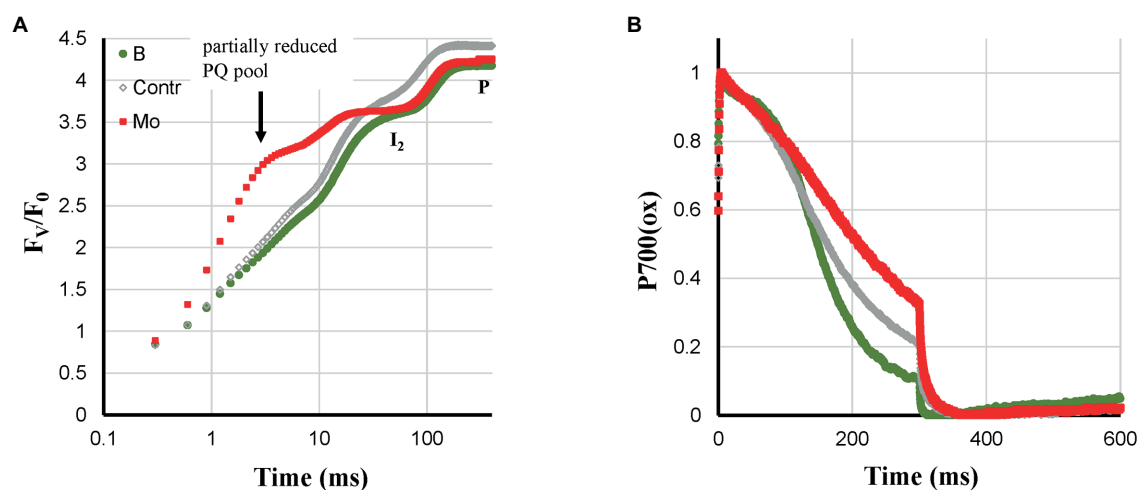 A
B
Contr
Mo
partially reduced
PQ pool
P
I2
4.5
4
3.5
3
2.5
2
1.5
1
0.5
0
FV/F0
0.1
1
10
100
Time (ms)
B
1
0.8
0.6
0.4
0.2
0
P700(ox)
0
200
400
600
Time (ms)